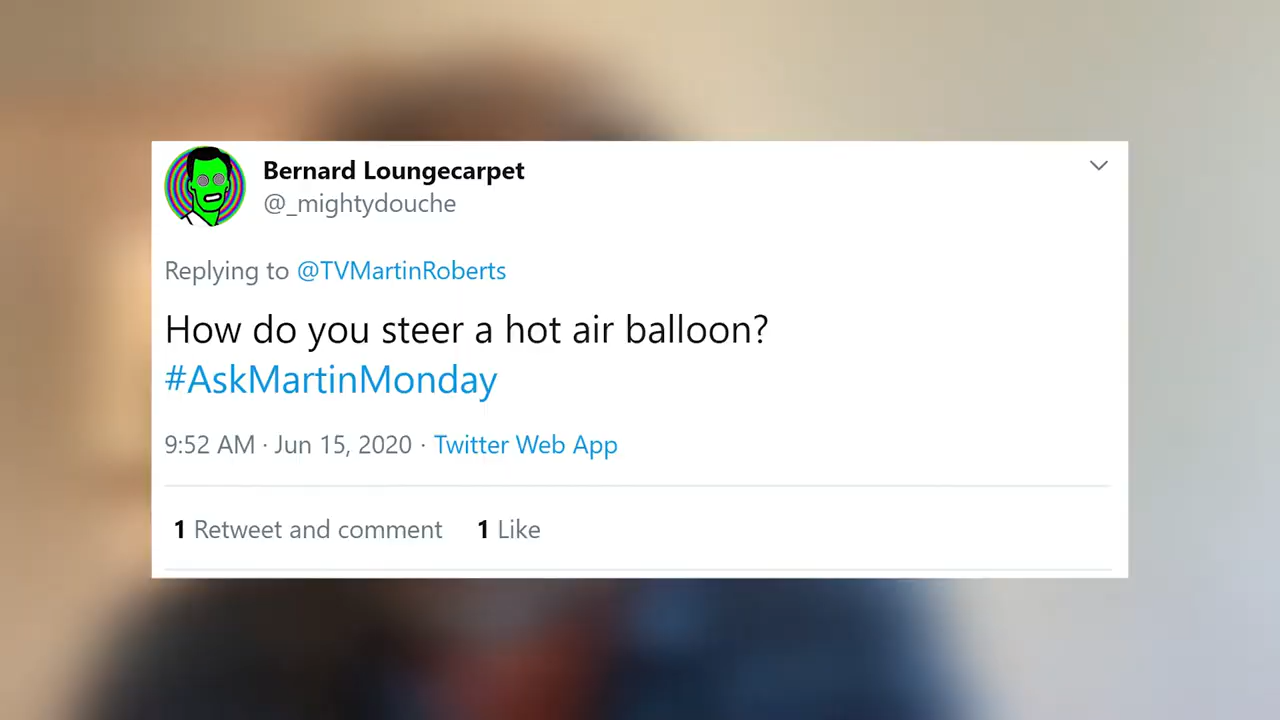 Bernard Loungecarpet
@_mightydouche
Replying to @TVMartinRoberts
How do you steer a hot air balloon?
#AskMartinMonday
9:52 AM · Jun 15, 2020 · Twitter Web App
1 Retweet and comment 1 Like